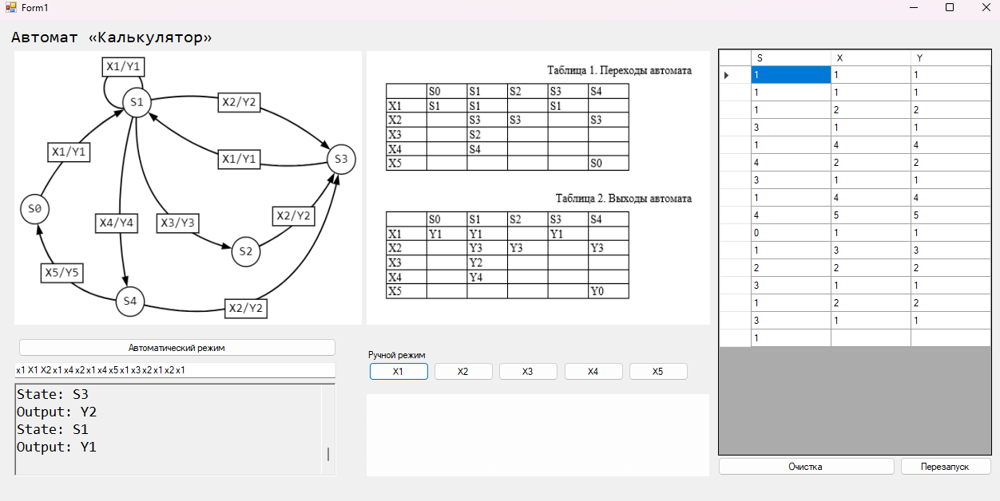 Form1
Автомат «Калькулятор»
X1/Y1
S1
X2/Y2
X1/Y1
X1/Y1
S3
S0
X4/Y4
X3/Y3
X2/Y2
S2
X5/Y5
S4
X2/Y2
Таблица 1. Переходы автомата
S0 S1 S2 S3 S4
X1 S1 S1 S1
X2 S3 S3 S3
X3 S2
X4 S4
X5 S0
Таблица 2. Выходы автомата
S0 S1 S2 S3 S4
X1 Y1 Y1 Y1
X2 Y3 Y3 Y3
X3 Y2
X4 Y4
X5 Y0
S X Y
1 1 1
1 1 1
1 2 2
3 1 1
1 4 4
4 2 2
3 1 1
1 4 4
4 5 5
0 1 1
1 3 3
2 2 2
3 1 1
1 2 2
3 1 1
1
Автоматический режим
x1 X1 X2 x1 x4 x2 x1 x4 x5 x1 x3 x2 x1 x2 x1
State: S3
Output: Y2
State: S1
Output: Y1
Ручной режим
X1 X2 X3 X4 X5
Очистка
Перезапуск